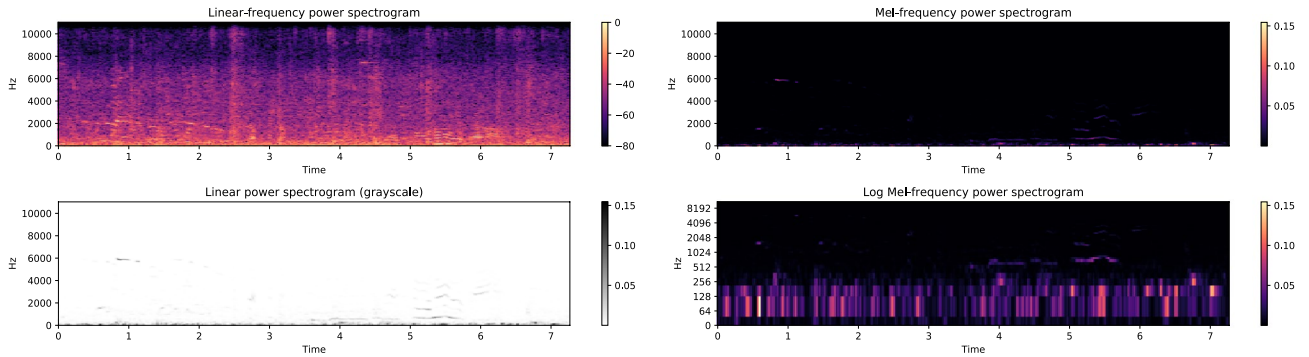 Linear-frequency power spectrogram
10000
8000
6000
4000
2000
0
Hz
0 1 2 3 4 5 6 7
Time
0
−20
−40
−60
−80
Mel-frequency power spectrogram
10000
8000
6000
4000
2000
0
Hz
0 1 2 3 4 5 6 7
Time
0.15
0.10
0.05
Linear power spectrogram (grayscale)
10000
8000
6000
4000
2000
0
Hz
0 1 2 3 4 5 6 7
Time
0.15
0.10
0.05
Log Mel-frequency power spectrogram
8192
4096
2048
1024
512
256
128
64
0
Hz
0 1 2 3 4 5 6 7
Time
0.15
0.10
0.05